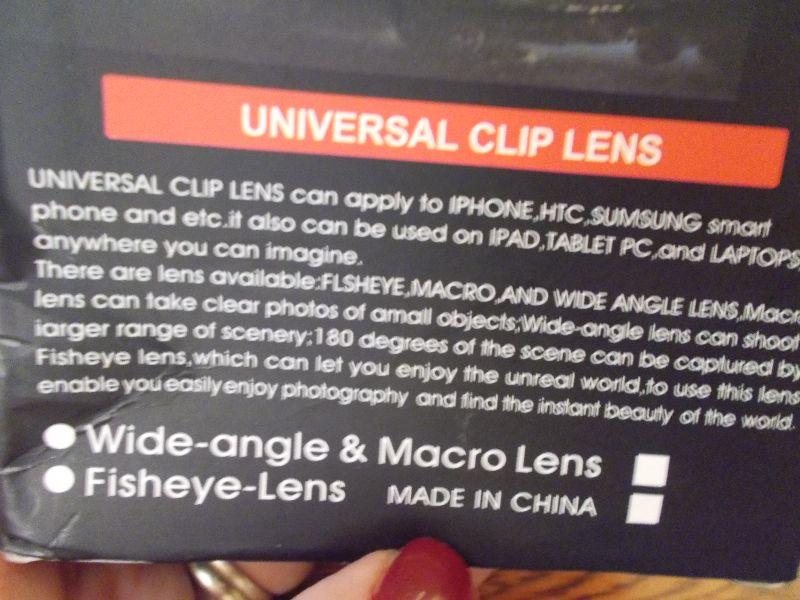 UNIVERSAL CLIP LENS
UNIVERSAL CLIP LENS can apply to IPHONE,HTC,SUMSUNG smart
phone and etc.it also can be used on IPAD,TABLET PC,and LAPTOPS,
anywhere you can imagine.
There are lens available:FLSHEYE,MACRO,AND WIDE ANGLE LENS,Macro
lens can take clear photos of amall objects;Wide-angle lens can shoot
iarger range of scenery;180 degrees of the scene can be captured by
Fisheye lens,which can let you enjoy the unreal world,to use this lens
enable you easily enjoy photography and find the instant beauty of the world.
Wide-angle & Macro Lens
Fisheye-Lens MADE IN CHINA